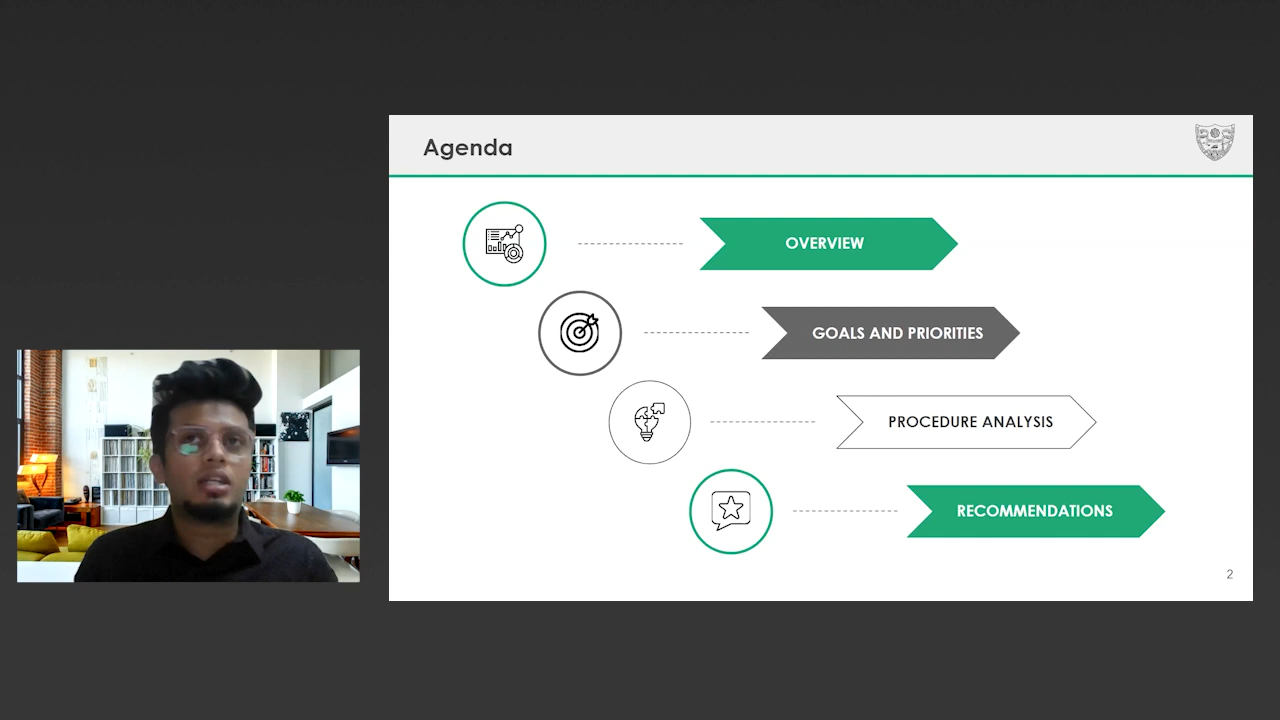 Agenda
OVERVIEW
GOALS AND PRIORITIES
PROCEDURE ANALYSIS
RECOMMENDATIONS
2